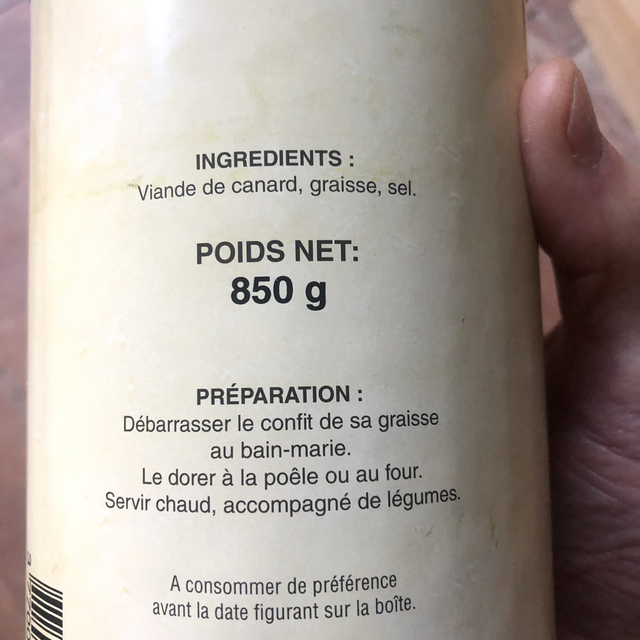 INGREDIENTS :
Viande de canard, graisse, sel.
POIDS NET:
850 g
PRÉPARATION :
Débarrasser le confit de sa graisse
au bain-marie.
Le dorer à la poêle ou au four.
Servir chaud, accompagné de légumes.
A consommer de préférence
avant la date figurant sur la boîte.